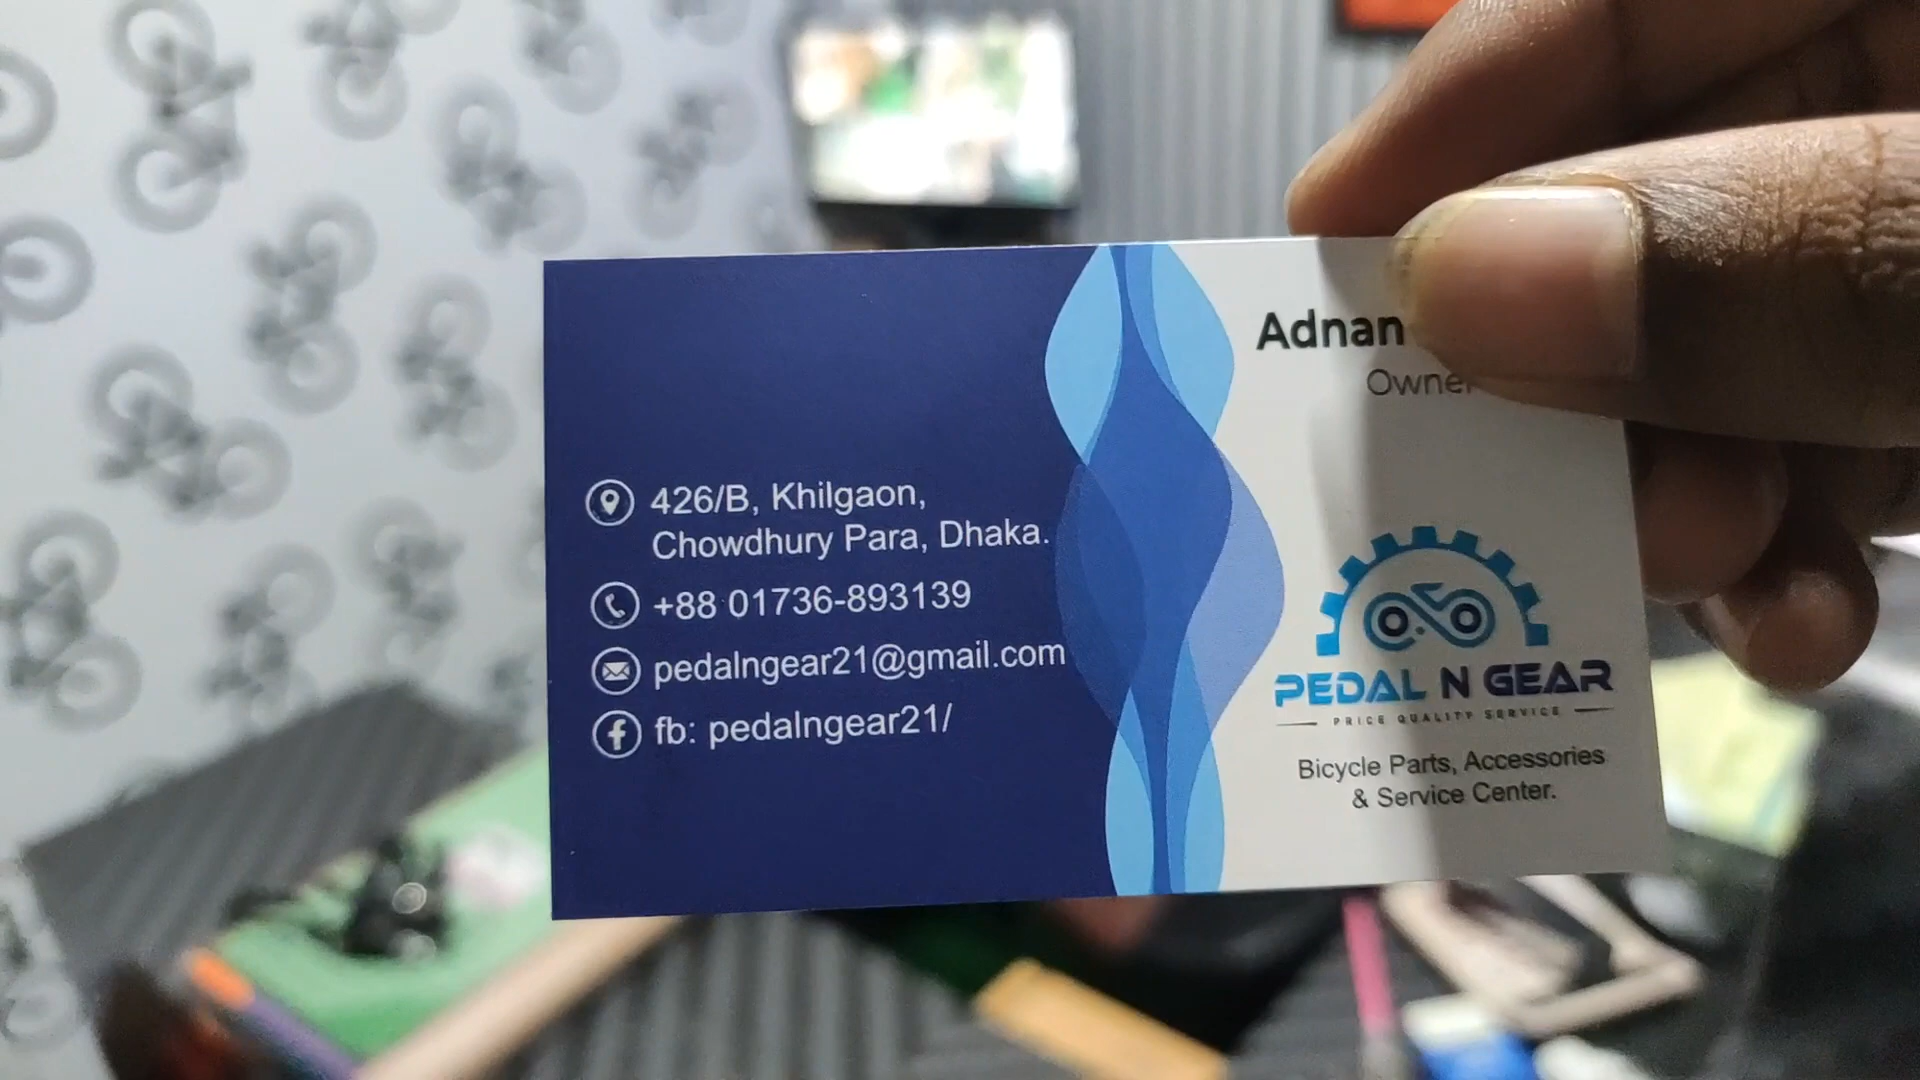 426/B, Khilgaon,
Chowdhury Para, Dhaka.
+88 01736-893139
pedalngear21@gmail.com
fb: pedalngear21/
Adnan
Owner
PEDAL N GEAR
PRICE QUALITY SERVICE
Bicycle Parts, Accessories
& Service Center.